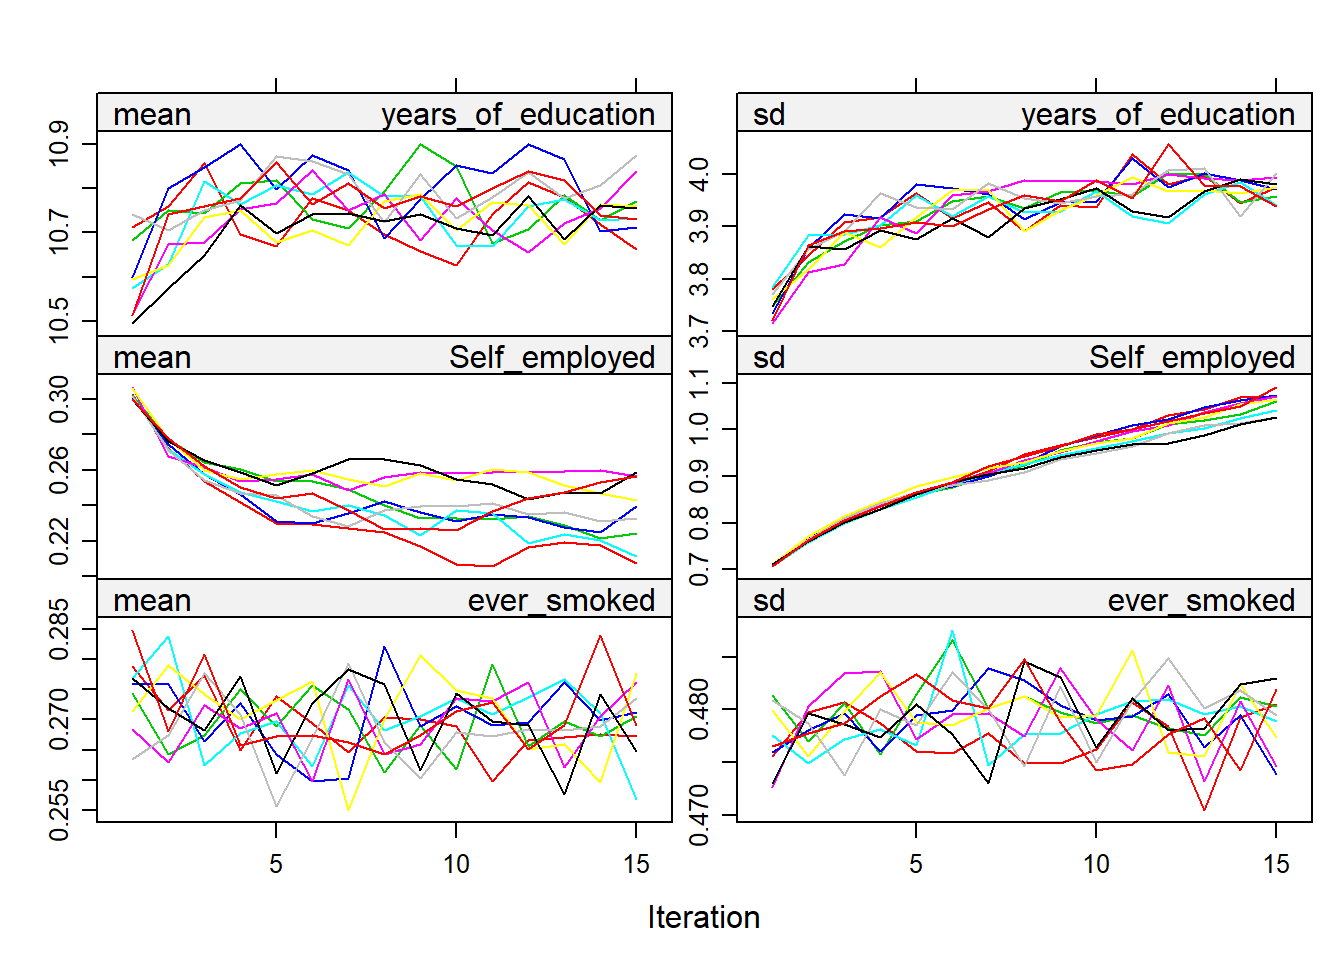 mean years_of_education
sd years_of_education
10.5 10.7 10.9
3.7 3.8 3.9 4.0
mean Self_employed
sd Self_employed
0.22 0.26 0.30
0.7 0.8 0.9 1.0 1.1
mean ever_smoked
sd ever_smoked
0.255 0.270 0.285
0.470 0.480
5 10 15
5 10 15
Iteration